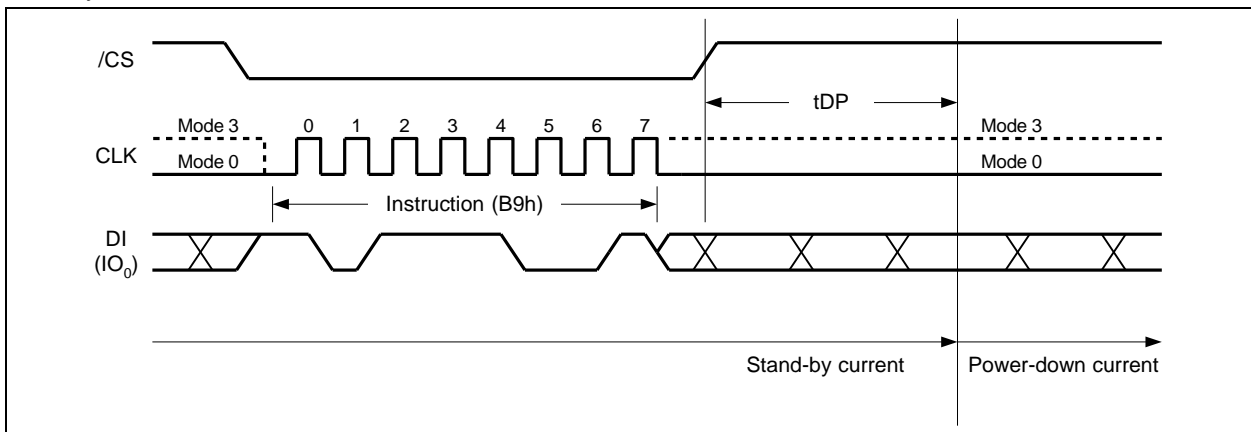 /CS
tDP
Mode 3
0 1 2 3 4 5 6 7
Mode 3
CLK
Mode 0
Mode 0
Instruction (B9h)
DI
(IO0)
Stand-by current
Power-down current